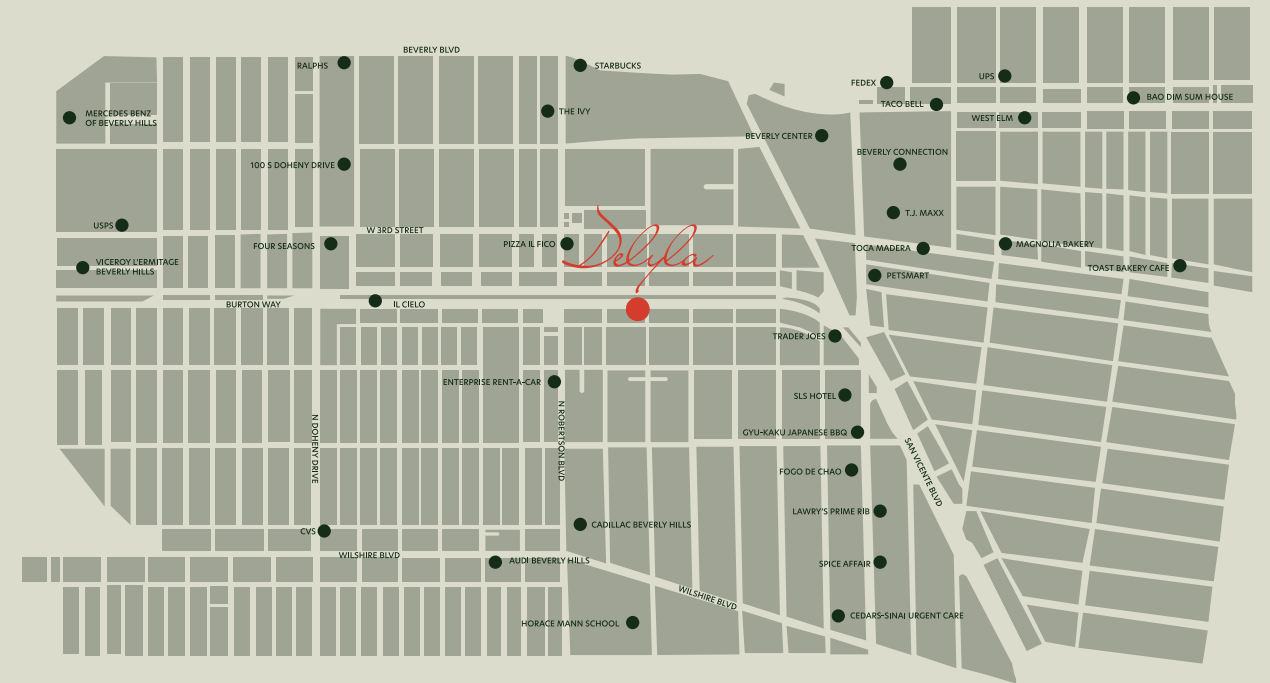 BEVERLY BLVD
RALPHS
STARBUCKS
UPS
FEDEX
BAO DIM SUM HOUSE
TACO BELL
MERCEDES BENZ
OF BEVERLY HILLS
THE IVY
WEST ELM
BEVERLY CENTER
BEVERLY CONNECTION
100 S DOHENY DRIVE
T.J. MAXX
USPS
W 3RD STREET
FOUR SEASONS
PIZZA IL FICO
Delyla
TOCA MADERA
MAGNOLIA BAKERY
VICEROY L'ERMITAGE
BEVERLY HILLS
TOAST BAKERY CAFE
PETSMART
BURTON WAY
IL CIELO
TRADER JOES
ENTERPRISE RENT-A-CAR
SLS HOTEL
N DOHENY DRIVE
N ROBERTSON BLVD
GYU-KAKU JAPANESE BBQ
SAN VICENTE BLVD
FOGO DE CHAO
LAWRY'S PRIME RIB
CVS
CADILLAC BEVERLY HILLS
WILSHIRE BLVD
AUDI BEVERLY HILLS
SPICE AFFAIR
WILSHIRE BLVD
HORACE MANN SCHOOL
CEDARS-SINAI URGENT CARE